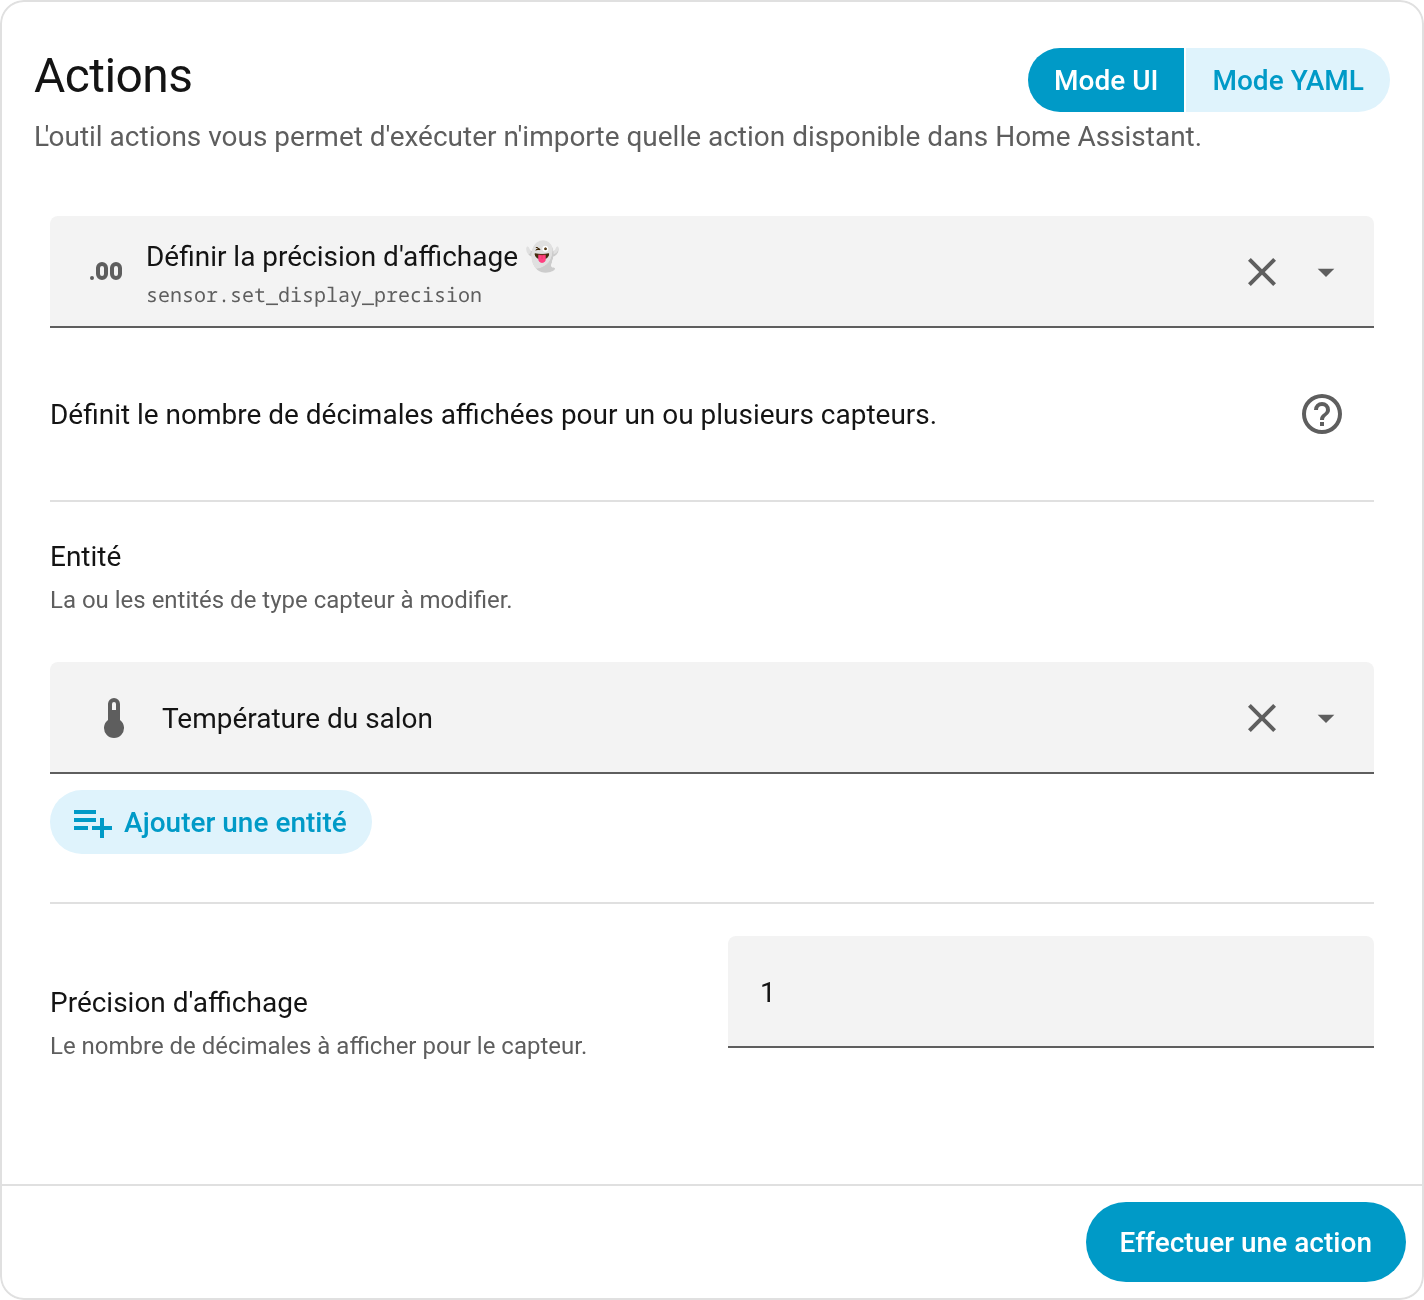 Actions
Mode UI
Mode YAML
L'outil actions vous permet d'exécuter n'importe quelle action disponible dans Home Assistant.
.00
Définir la précision d'affichage 👻
sensor.set_display_precision
Définit le nombre de décimales affichées pour un ou plusieurs capteurs.
Entité
La ou les entités de type capteur à modifier.
Température du salon
Ajouter une entité
Précision d'affichage
Le nombre de décimales à afficher pour le capteur.
1
Effectuer une action